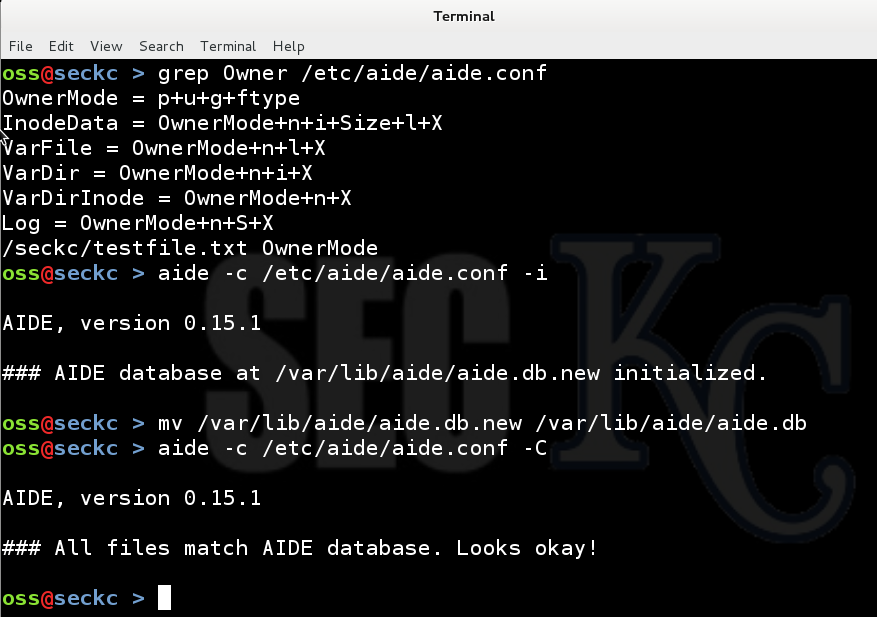 Terminal
File Edit View Search Terminal Help
oss@seckc > grep Owner /etc/aide/aide.conf
OwnerMode = p+u+g+ftype
InodeData = OwnerMode+n+i+Size+l+X
VarFile = OwnerMode+n+l+X
VarDir = OwnerMode+n+i+X
VarDirInode = OwnerMode+n+X
Log = OwnerMode+n+S+X
/seckc/testfile.txt OwnerMode
oss@seckc > aide -c /etc/aide/aide.conf -i
AIDE, version 0.15.1
### AIDE database at /var/lib/aide/aide.db.new initialized.
oss@seckc > mv /var/lib/aide/aide.db.new /var/lib/aide/aide.db
oss@seckc > aide -c /etc/aide/aide.conf -C
AIDE, version 0.15.1
### All files match AIDE database. Looks okay!
oss@seckc >
SEC KC